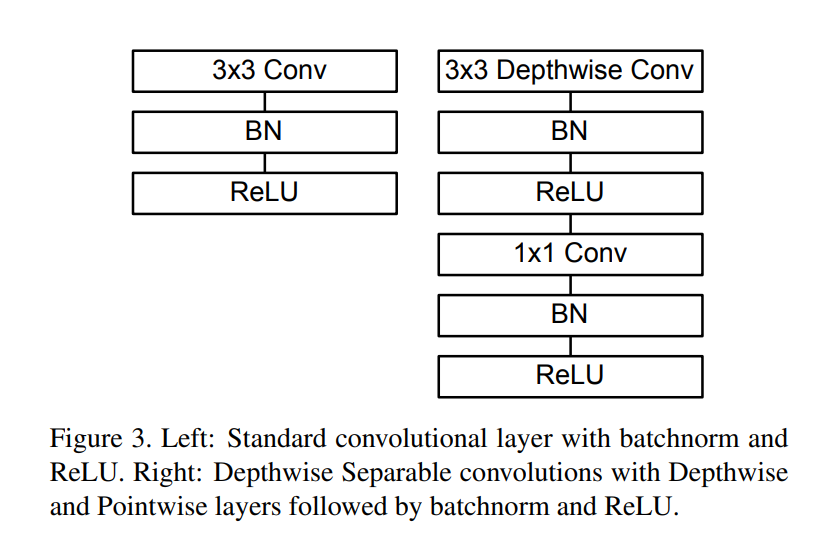 3x3 Conv
BN
ReLU
3x3 Depthwise Conv
BN
ReLU
1x1 Conv
BN
ReLU
Figure 3. Left: Standard convolutional layer with batchnorm and
ReLU. Right: Depthwise Separable convolutions with Depthwise
and Pointwise layers followed by batchnorm and ReLU.